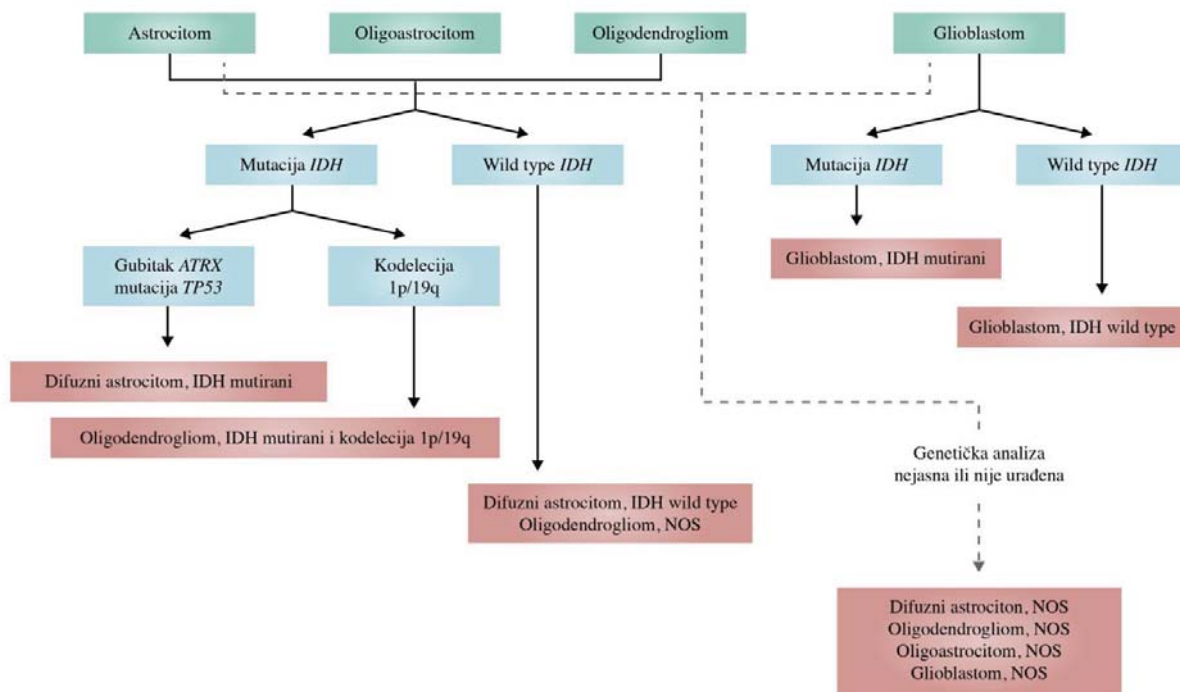 Astrocitom
Oligoastrocitom
Oligodendrogliom
Glioblastom
Mutacija IDH
Wild type IDH
Mutacija IDH
Wild type IDH
Gubitak ATRX
mutacija TP53
Kodelecija
1p/19q
Glioblastom, IDH mutirani
Glioblastom, IDH wild type
Difuzni astrocitom, IDH mutirani
Oligodendrogliom, IDH mutirani i kodelecija 1p/19q
Genetička analiza
nejasna ili nije urađena
Difuzni astrocitom, IDH wild type
Oligodendrogliom, NOS
Difuzni astrociton, NOS
Oligodendrogliom, NOS
Oligoastrocitom, NOS
Glioblastom, NOS